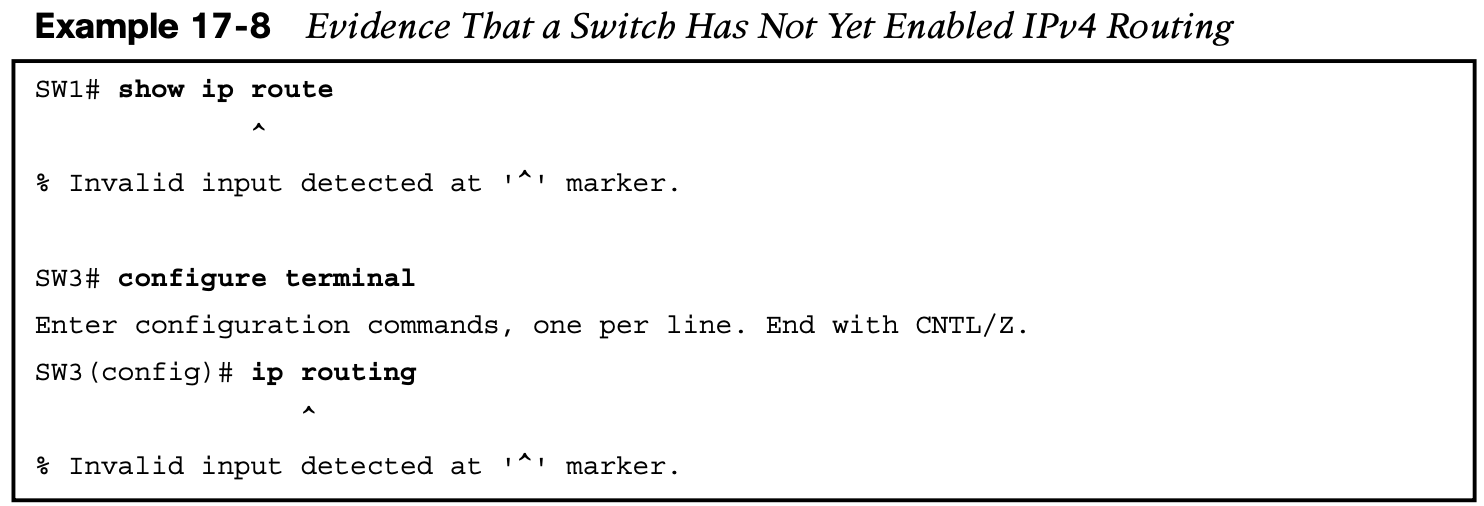 Example 17-8 Evidence That a Switch Has Not Yet Enabled IPv4 Routing
SW1# show ip route
^
% Invalid input detected at '^' marker.
SW3# configure terminal
Enter configuration commands, one per line. End with CNTL/Z.
SW3(config)# ip routing
^
% Invalid input detected at '^' marker.